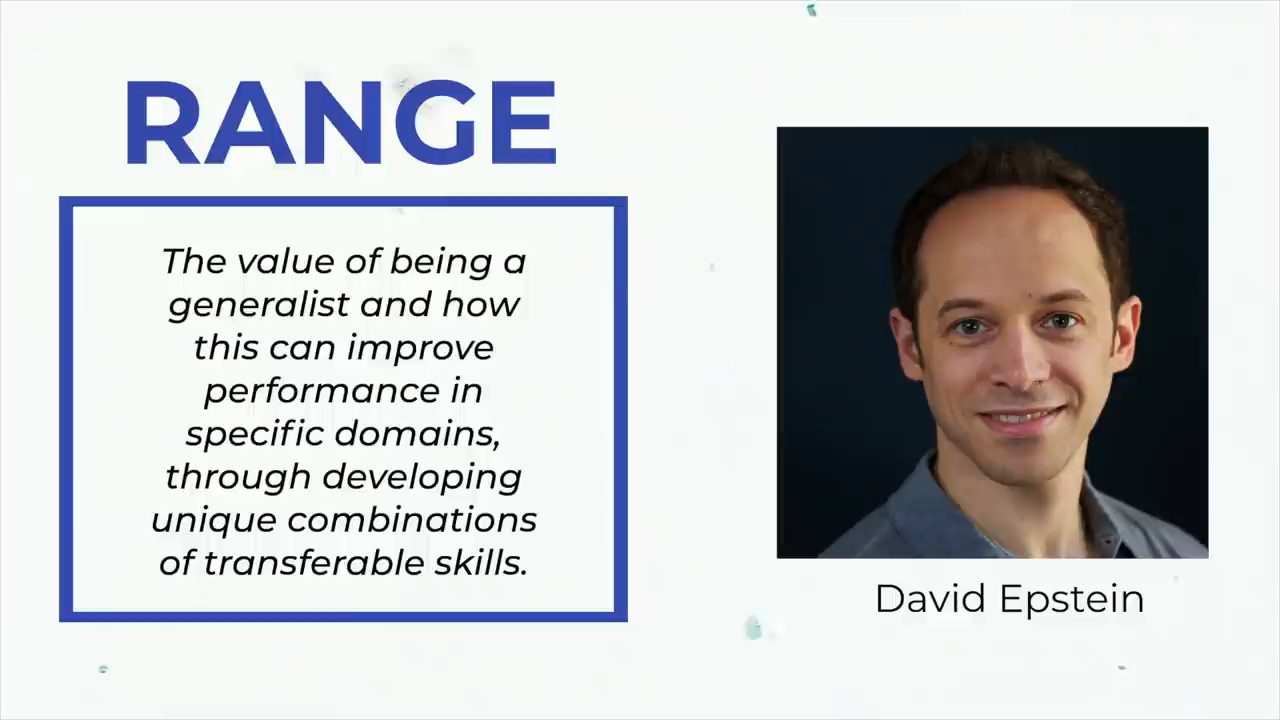 RANGE
The value of being a
generalist and how
this can improve
performance in
specific domains,
through developing
unique combinations
of transferable skills.
David Epstein